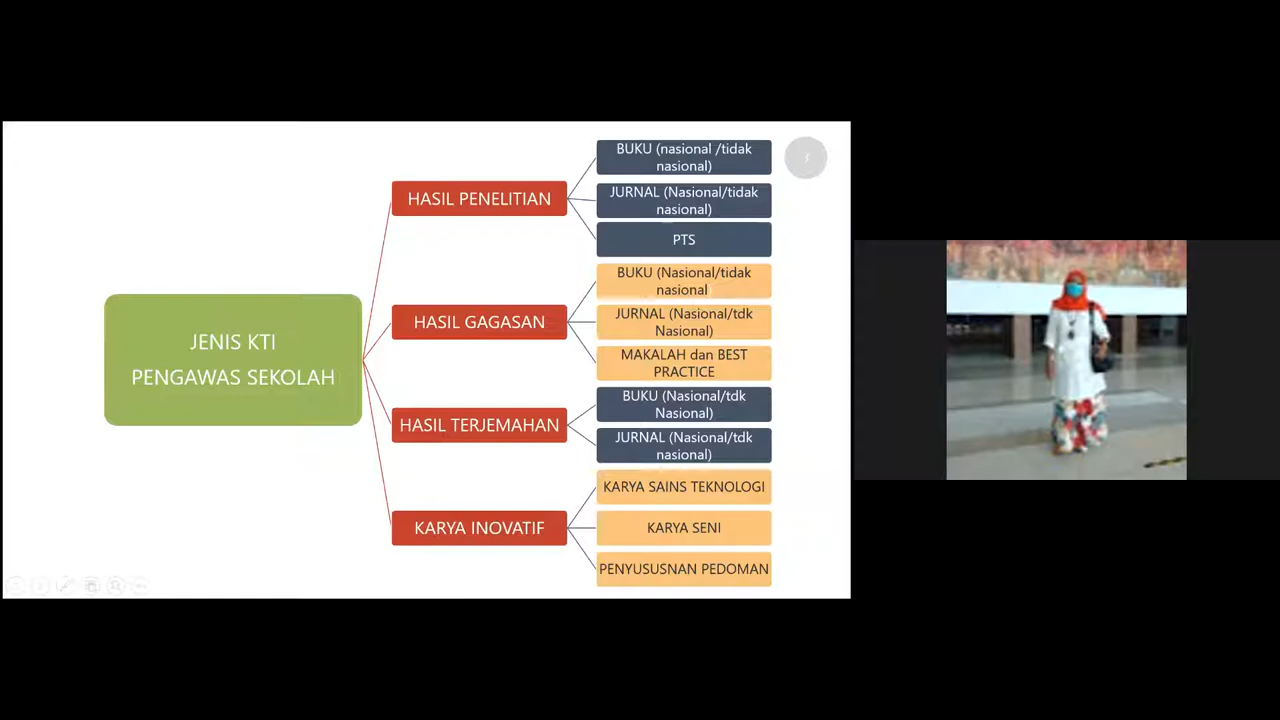 JENIS KTI
PENGAWAS SEKOLAH
HASIL PENELITIAN
BUKU (nasional /tidak
nasional)
JURNAL (Nasional/tidak
nasional)
PTS
HASIL GAGASAN
BUKU (Nasional/tidak
nasional
JURNAL (Nasional/tdk
Nasional)
MAKALAH dan BEST
PRACTICE
HASIL TERJEMAHAN
BUKU (Nasional/tdk
Nasional)
JURNAL (Nasional/tdk
nasional)
KARYA INOVATIF
KARYA SAINS TEKNOLOGI
KARYA SENI
PENYUSUSNAN PEDOMAN